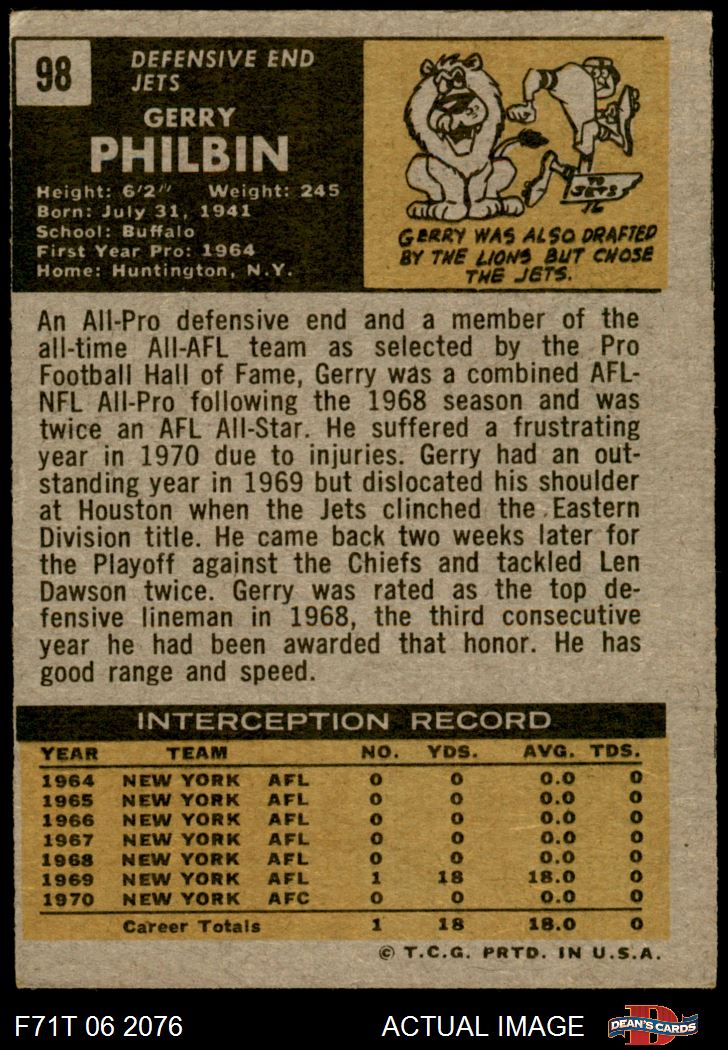 98
DEFENSIVE END
JETS
GERRY
PHILBIN
Height: 6'2" Weight: 245
Born: July 31, 1941
School: Buffalo
First Year Pro: 1964
Home: Huntington, N.Y.
TO JETS
JL
GERRY WAS ALSO DRAFTED
BY THE LIONS BUT CHOSE
THE JETS.
An All-Pro defensive end and a member of the
all-time All-AFL team as selected by the Pro
Football Hall of Fame, Gerry was a combined AFL-
NFL All-Pro following the 1968 season and was
twice an AFL All-Star. He suffered a frustrating
year in 1970 due to injuries. Gerry had an out-
standing year in 1969 but dislocated his shoulder
at Houston when the Jets clinched the Eastern
Division title. He came back two weeks later for
the Playoff against the Chiefs and tackled Len
Dawson twice. Gerry was rated as the top de-
fensive lineman in 1968, the third consecutive
year he had been awarded that honor. He has
good range and speed.
INTERCEPTION RECORD
YEAR TEAM NO. YDS. AVG. TDS.
1964 NEW YORK AFL 0 0 0.0 0
1965 NEW YORK AFL 0 0 0.0 0
1966 NEW YORK AFL 0 0 0.0 0
1967 NEW YORK AFL 0 0 0.0 0
1968 NEW YORK AFL 0 0 0.0 0
1969 NEW YORK AFL 1 18 18.0 0
1970 NEW YORK AFC 0 0 0.0 0
Career Totals 1 18 18.0 0
© T.C.G. PRTD. IN U.S.A.
F71T 06 2076 ACTUAL IMAGE D DEAN'S CARDS